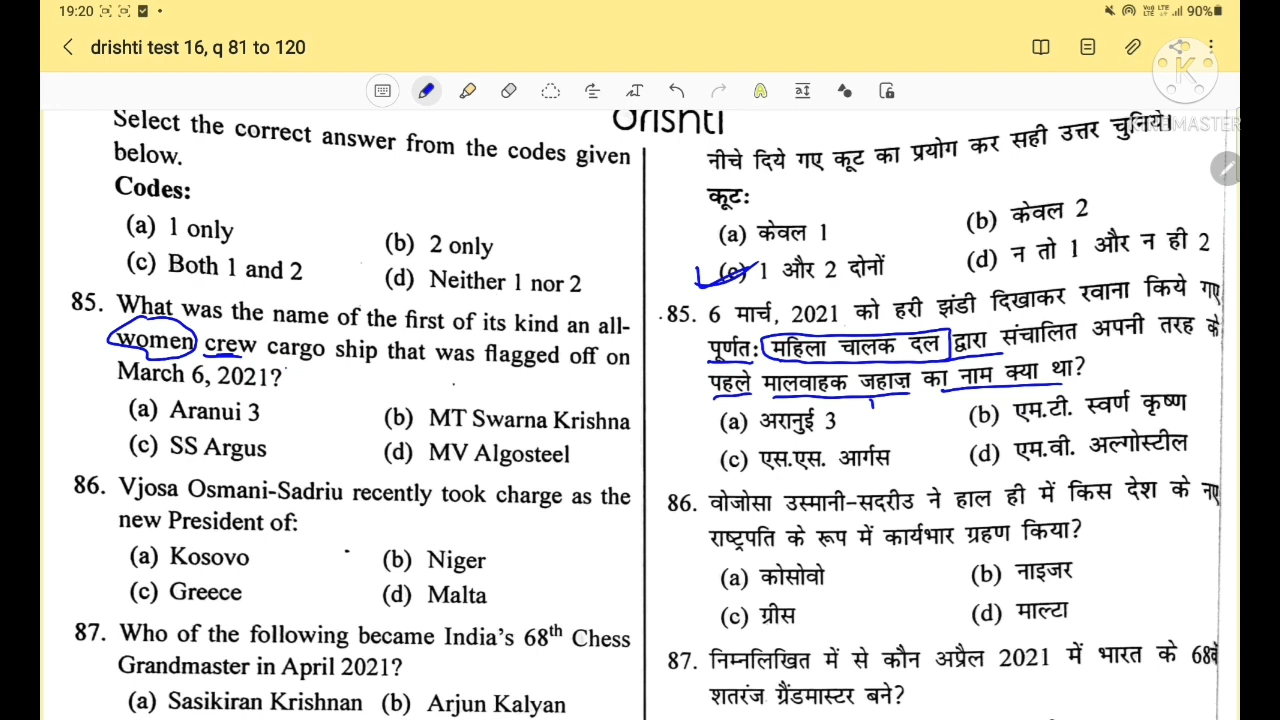 19:20
90%
drishti test 16, q 81 to 120
K
KINEMASTER
drishti
Select the correct answer from the codes given
below.
Codes:
(a) 1 only
(b) 2 only
(c) Both 1 and 2
(d) Neither 1 nor 2
85. What was the name of the first of its kind an all-
women crew cargo ship that was flagged off on
March 6, 2021?
(a) Aranui 3
(b) MT Swarna Krishna
(c) SS Argus
(d) MV Algosteel
86. Vjosa Osmani-Sadriu recently took charge as the
new President of:
(a) Kosovo
(b) Niger
(c) Greece
(d) Malta
87. Who of the following became India's 68th Chess
Grandmaster in April 2021?
(a) Sasikiran Krishnan (b) Arjun Kalyan
नीचे दिये गए कूट का प्रयोग कर सही उत्तर चुनिये।
कूटः
(a) केवल 1
(b) केवल 2
(c) 1 और 2 दोनों
(d) न तो 1 और न ही 2
85. 6 मार्च, 2021 को हरी झंडी दिखाकर रवाना किये गए
पूर्णतः महिला चालक दल द्वारा संचालित अपनी तरह के
पहले मालवाहक जहाज़ का नाम क्या था?
(a) अरानुई 3
(b) एम.टी. स्वर्ण कृष्ण
(c) एस.एस. आर्गस
(d) एम.वी. अल्गोस्टील
86. वोजोसा उस्मानी-सदरीउ ने हाल ही में किस देश के नए
राष्ट्रपति के रूप में कार्यभार ग्रहण किया?
(a) कोसोवो
(b) नाइजर
(c) ग्रीस
(d) माल्टा
87. निम्नलिखित में से कौन अप्रैल 2021 में भारत के 68वें
शतरंज ग्रैंडमास्टर बने?